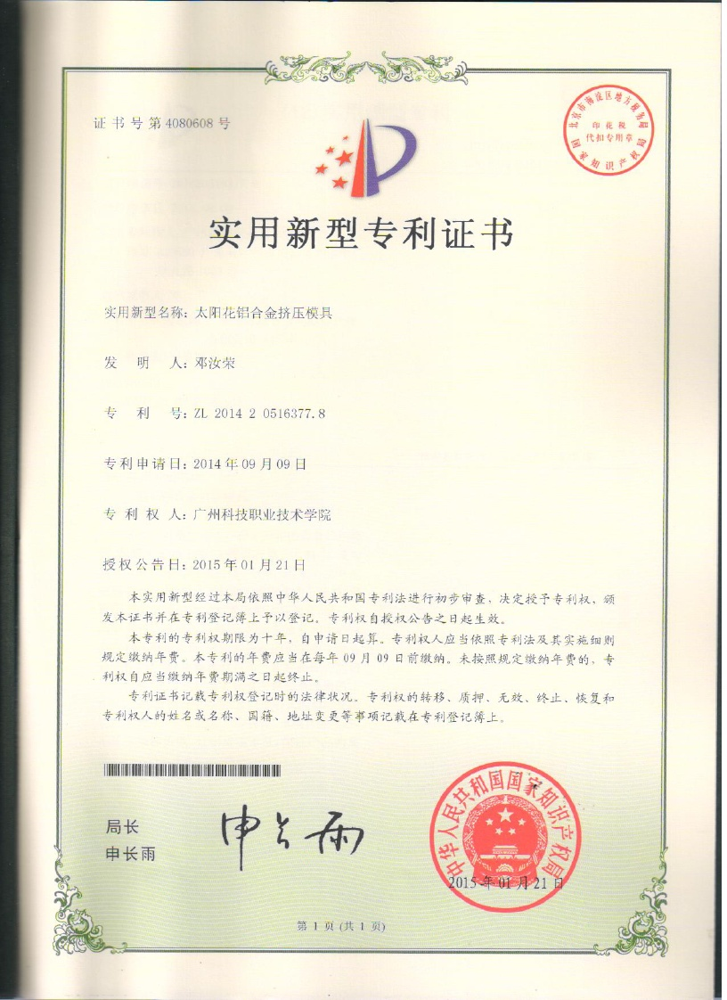 证书号第4080608号
北京市海淀区地方税务局
印花税
代扣专用章
国家知识产权局
实用新型专利证书
实用新型名称：太阳花铝合金挤压模具
发明人：邓汝荣
专利号：ZL 2014 2 0516377.8
专利申请日：2014年09月09日
专利权人：广州科技职业技术学院
授权公告日：2015年01月21日
本实用新型经过本局依照中华人民共和国专利法进行初步审查，决定授予专利权，颁
发本证书并在专利登记簿上予以登记。专利权自授权公告之日起生效。
本专利的专利权期限为十年，自申请日起算。专利权人应当依照专利法及其实施细则
规定缴纳年费。本专利的年费应当在每年09月09日前缴纳。未按照规定缴纳年费的，专
利权自应当缴纳年费期满之日起终止。
专利证书记载专利权登记时的法律状况。专利权的转移、质押、无效、终止、恢复和
专利权人的姓名或名称、国籍、地址变更等事项记载在专利登记簿上。
局长
申长雨
申长雨
中华人民共和国国家知识产权局
2015年01月21日
第1页(共1页)